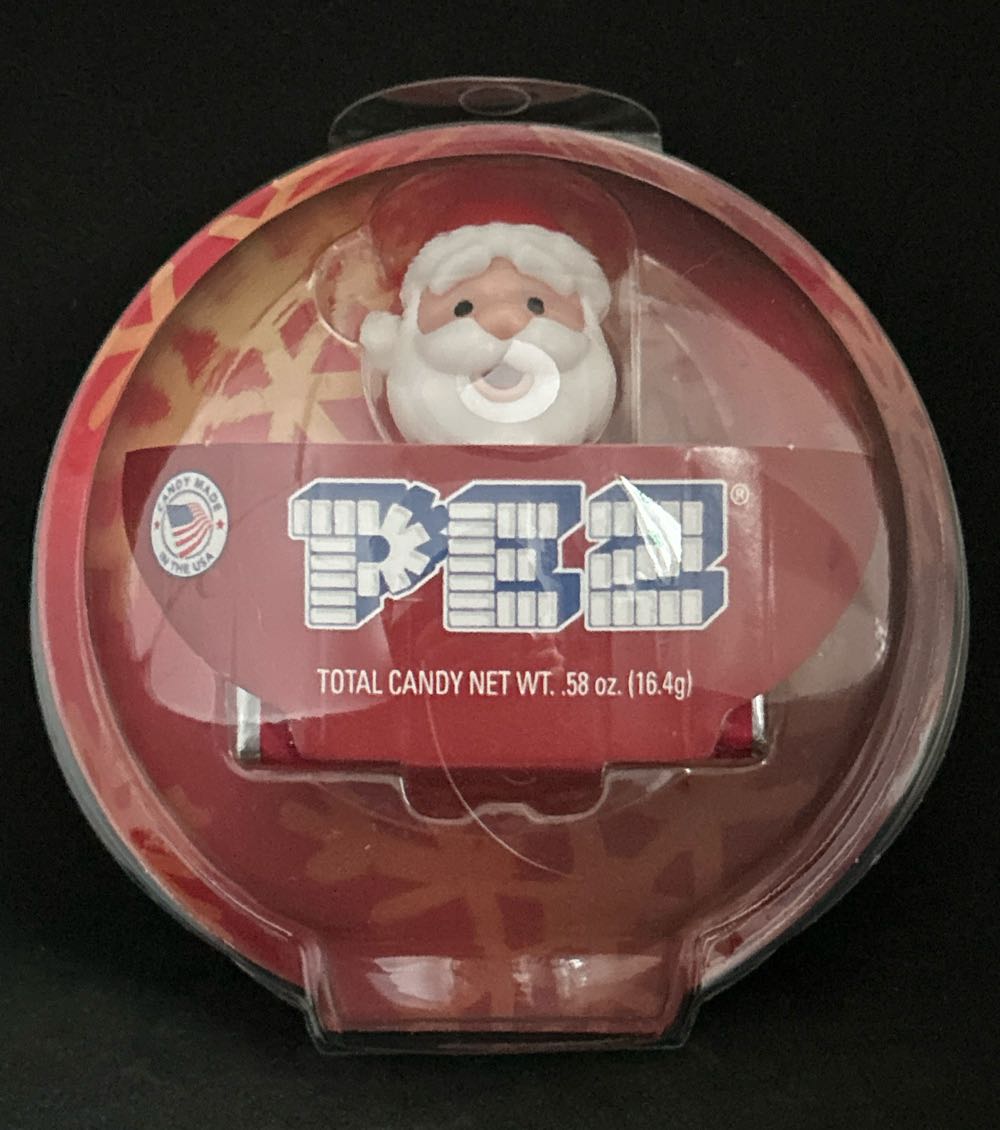 CANDY MADE
IN THE USA
PEZ®
TOTAL CANDY NET WT. .58 oz. (16.4g)